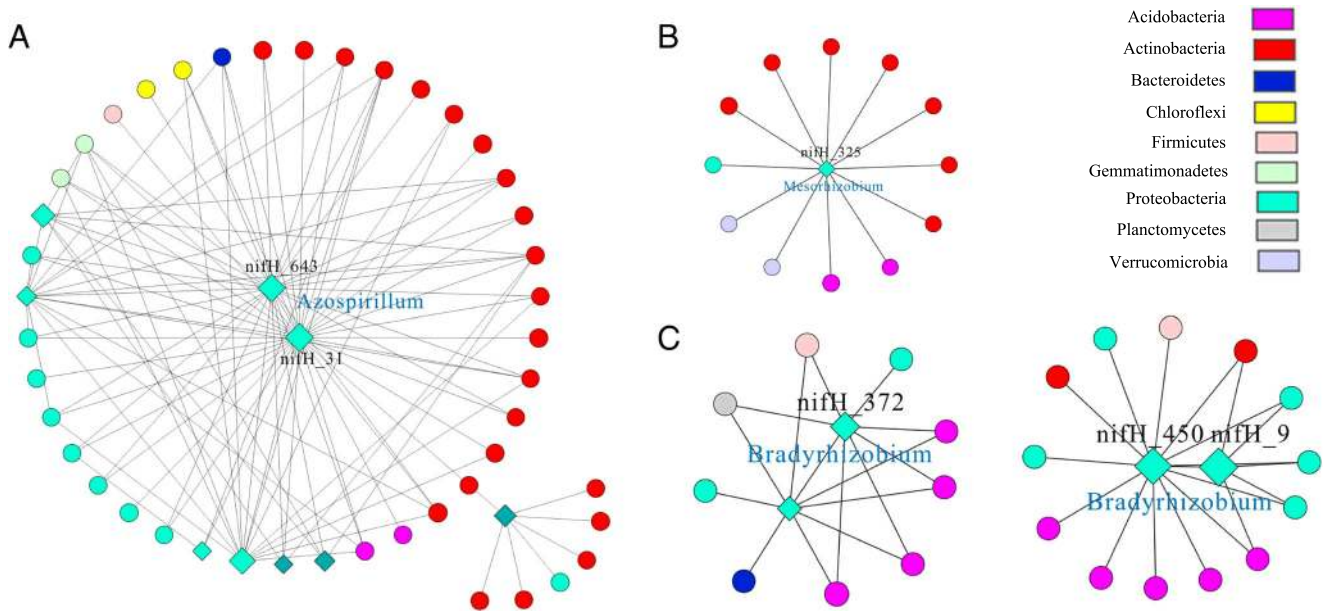 A
nifH_643
Azospirillum
nifH_31
B
nifH_325
Mesorhizobium
Acidobacteria
Actinobacteria
Bacteroidetes
Chloroflexi
Firmicutes
Gemmatimonadetes
Proteobacteria
Planctomycetes
Verrucomicrobia
C
nifH_372
Bradyrhizobium
nifH_450 nifH_9
Bradyrhizobium